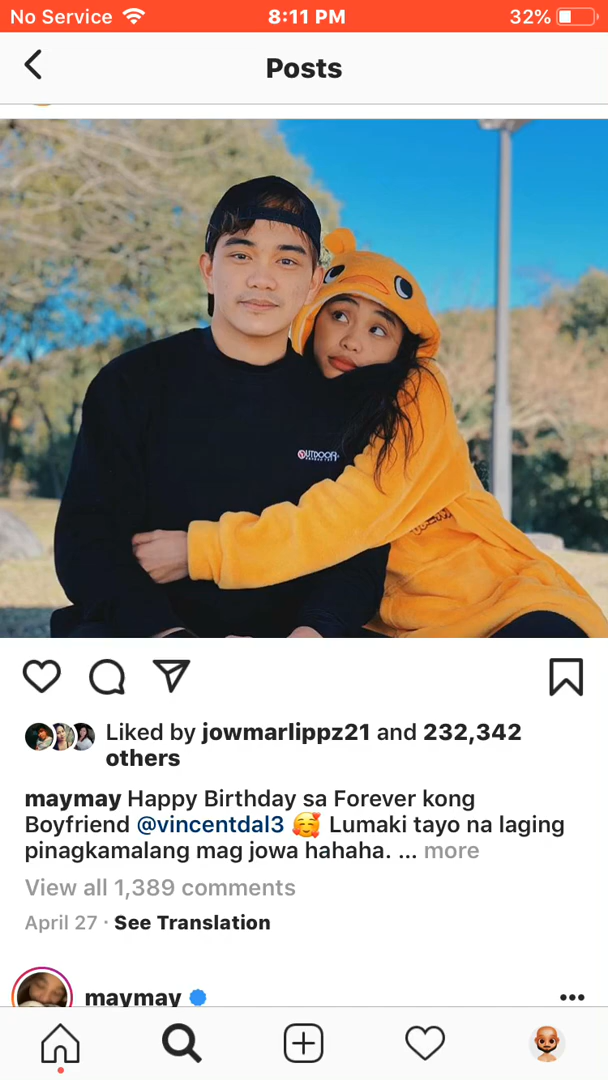 No Service 8:11 PM 32%
Posts
OUTDOOR
Liked by jowmarlippz21 and 232,342
others
maymay Happy Birthday sa Forever kong
Boyfriend @vincentdal3 🥰 Lumaki tayo na laging
pinagkamalang mag jowa hahaha. ... more
View all 1,389 comments
April 27 · See Translation
maymay